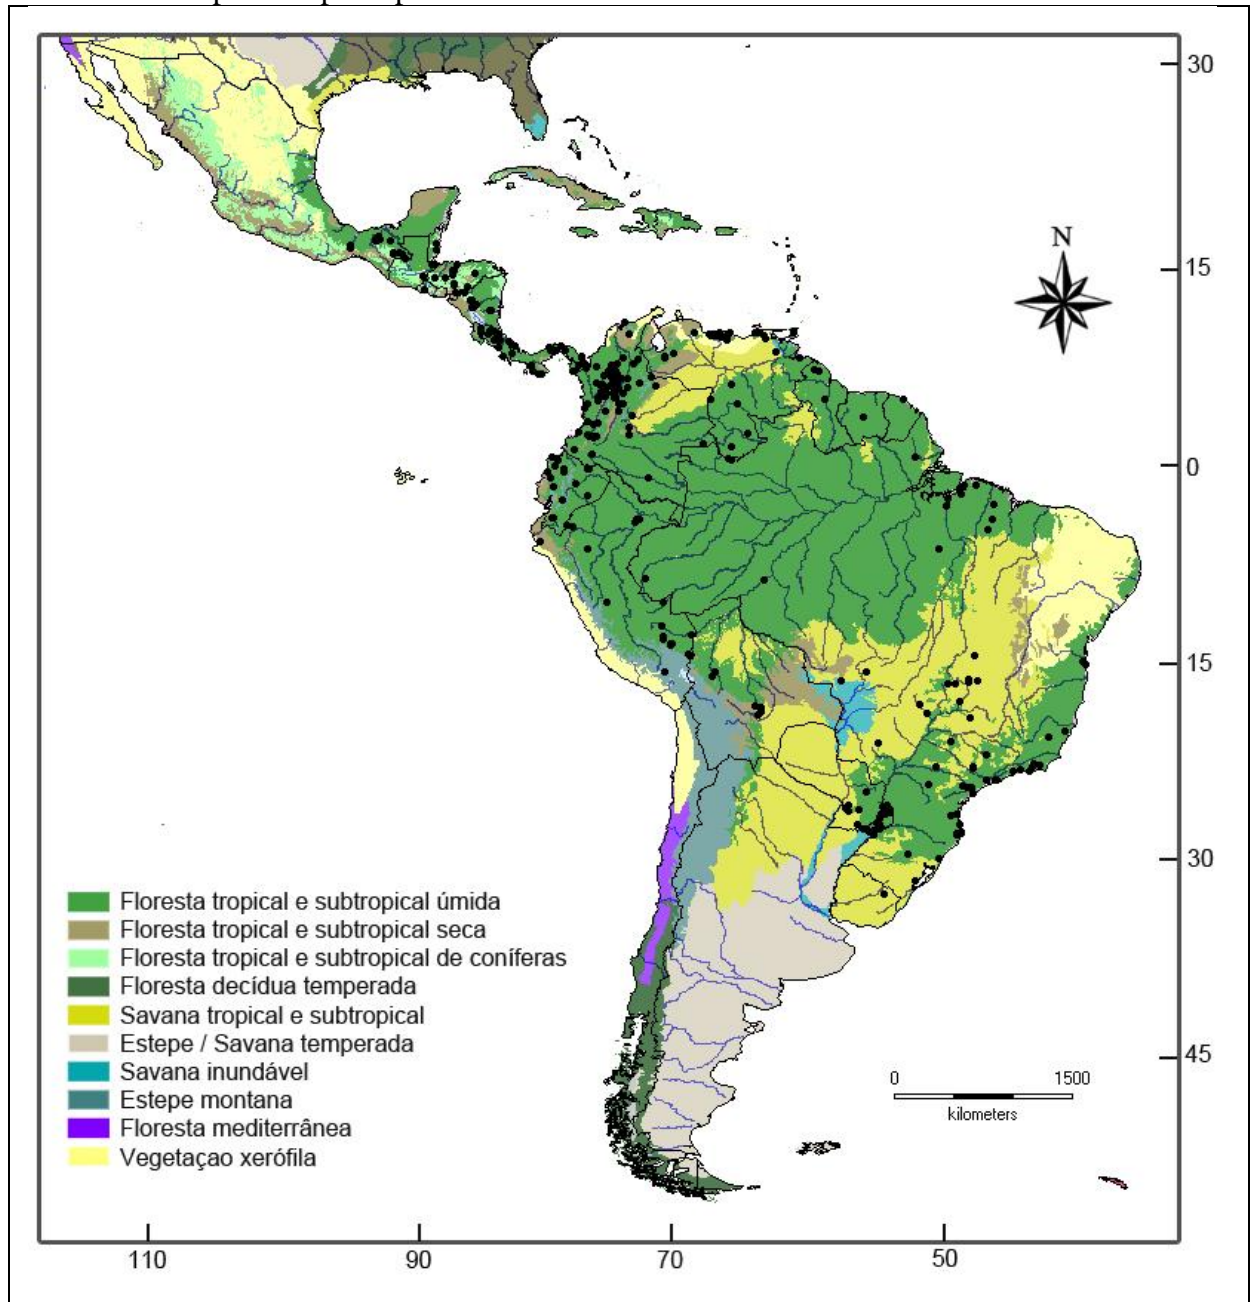 30
N
15
0
15
30
Floresta tropical e subtropical úmida
Floresta tropical e subtropical seca
Floresta tropical e subtropical de coníferas
Floresta decídua temperada
Savana tropical e subtropical
Estepe / Savana temperada
Savana inundável
Estepe montana
Floresta mediterrânea
Vegetaçao xerófila
45
0 1500
kilometers
110 90 70 50